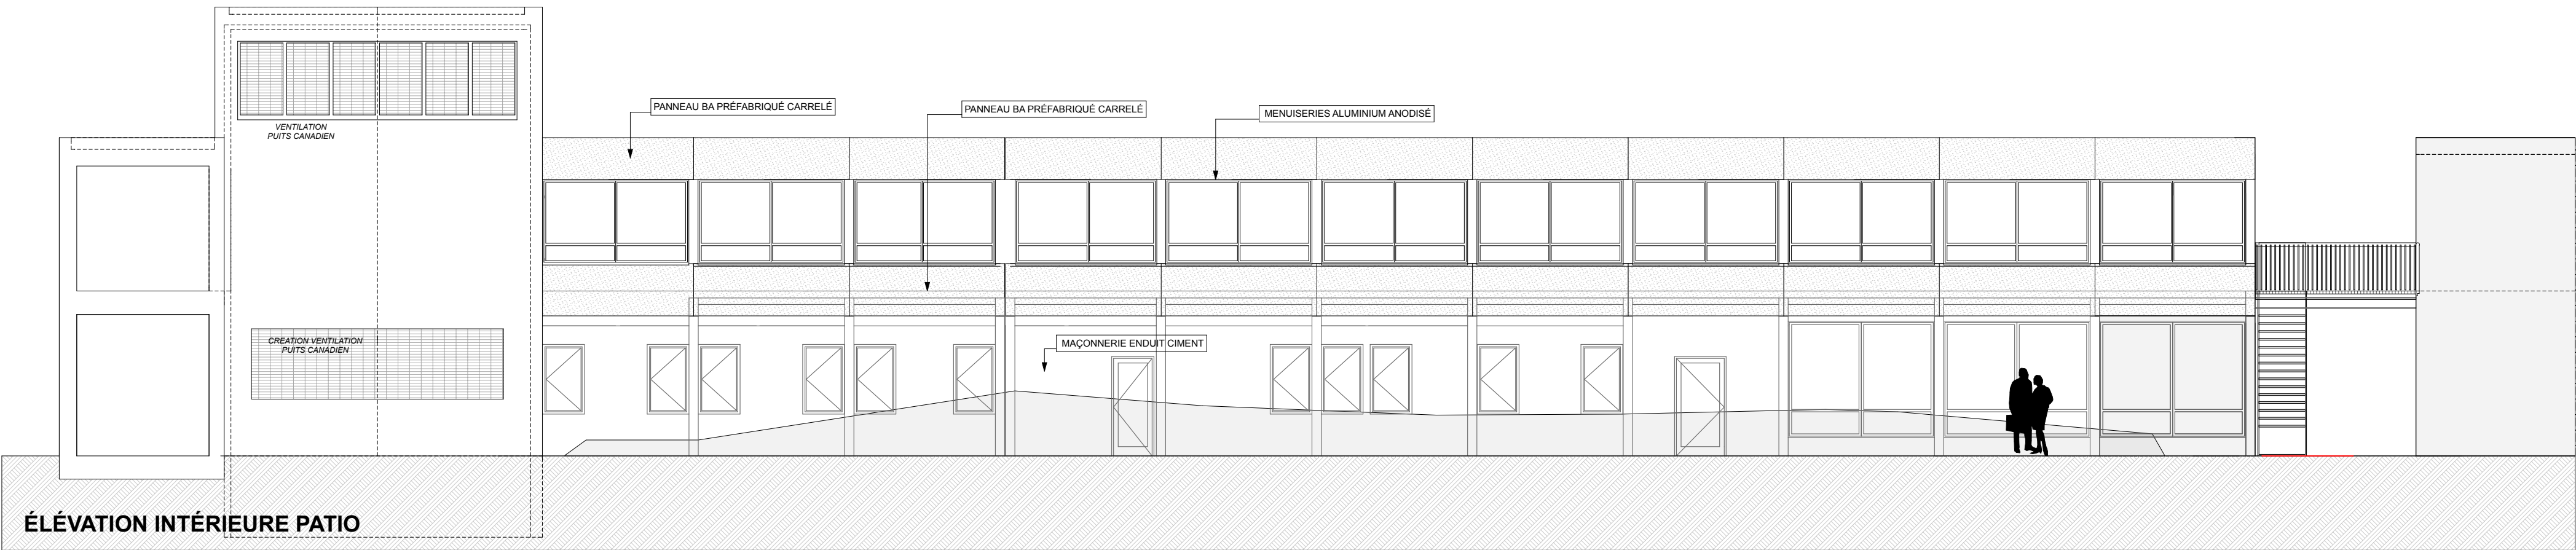 PANNEAU BA PRÉFABRIQUÉ CARRELÉ
PANNEAU BA PRÉFABRIQUÉ CARRELÉ
MENUISERIES ALUMINIUM ANODISÉ
VENTILATION
PUITS CANADIEN
CREATION VENTILATION
PUITS CANADIEN
MAÇONNERIE ENDUIT CIMENT
ÉLÉVATION INTÉRIEURE PATIO